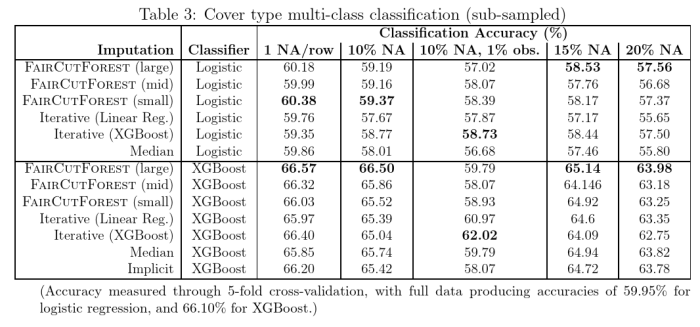 Table 3: Cover type multi-class classification (sub-sampled)
Classification Accuracy (%)
Imputation Classifier 1 NA/row 10% NA 10% NA, 1% obs. 15% NA 20% NA
FAIRCUTFOREST (large) Logistic 60.18 59.19 57.02 58.53 57.56
FAIRCUTFOREST (mid) Logistic 59.99 59.16 58.07 57.76 56.68
FAIRCUTFOREST (small) Logistic 60.38 59.37 58.39 58.17 57.37
Iterative (Linear Reg.) Logistic 59.76 57.67 57.87 57.17 55.65
Iterative (XGBoost) Logistic 59.35 58.77 58.73 58.44 57.50
Median Logistic 59.86 58.01 56.68 57.46 55.80
FAIRCUTFOREST (large) XGBoost 66.57 66.50 59.79 65.14 63.98
FAIRCUTFOREST (mid) XGBoost 66.32 65.86 58.07 64.146 63.18
FAIRCUTFOREST (small) XGBoost 66.03 65.52 58.93 64.92 63.25
Iterative (Linear Reg.) XGBoost 65.97 65.39 60.97 64.6 63.35
Iterative (XGBoost) XGBoost 66.40 65.04 62.02 64.09 62.75
Median XGBoost 65.85 65.74 59.79 64.94 63.82
Implicit XGBoost 66.20 65.42 58.07 64.72 63.78
(Accuracy measured through 5-fold cross-validation, with full data producing accuracies of 59.95% for
logistic regression, and 66.10% for XGBoost.)